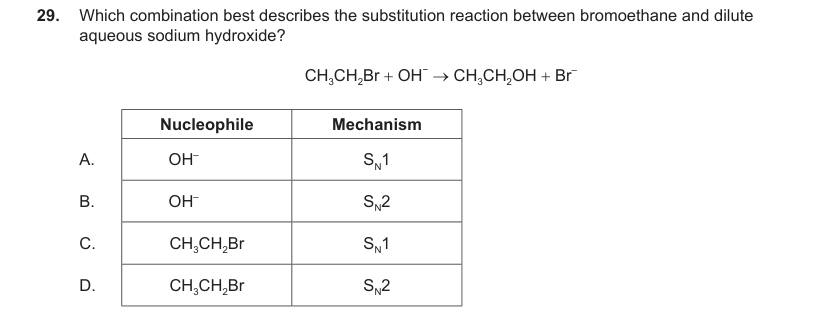 29. Which combination best describes the substitution reaction between bromoethane and dilute
aqueous sodium hydroxide?
CH₃CH₂Br + OH⁻ → CH₃CH₂OH + Br⁻
Nucleophile Mechanism
A. OH⁻ Sₙ1
B. OH⁻ Sₙ2
C. CH₃CH₂Br Sₙ1
D. CH₃CH₂Br Sₙ2